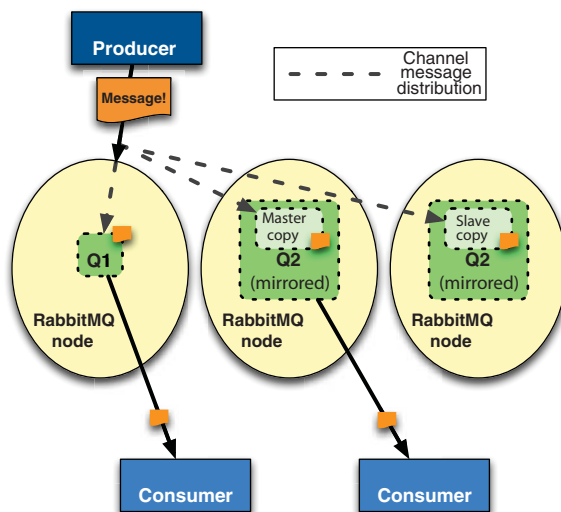 Producer
Message!
Channel
message
distribution
Q1
RabbitMQ
node
Master
copy
Q2
(mirrored)
RabbitMQ
node
Slave
copy
Q2
(mirrored)
RabbitMQ
node
Consumer
Consumer